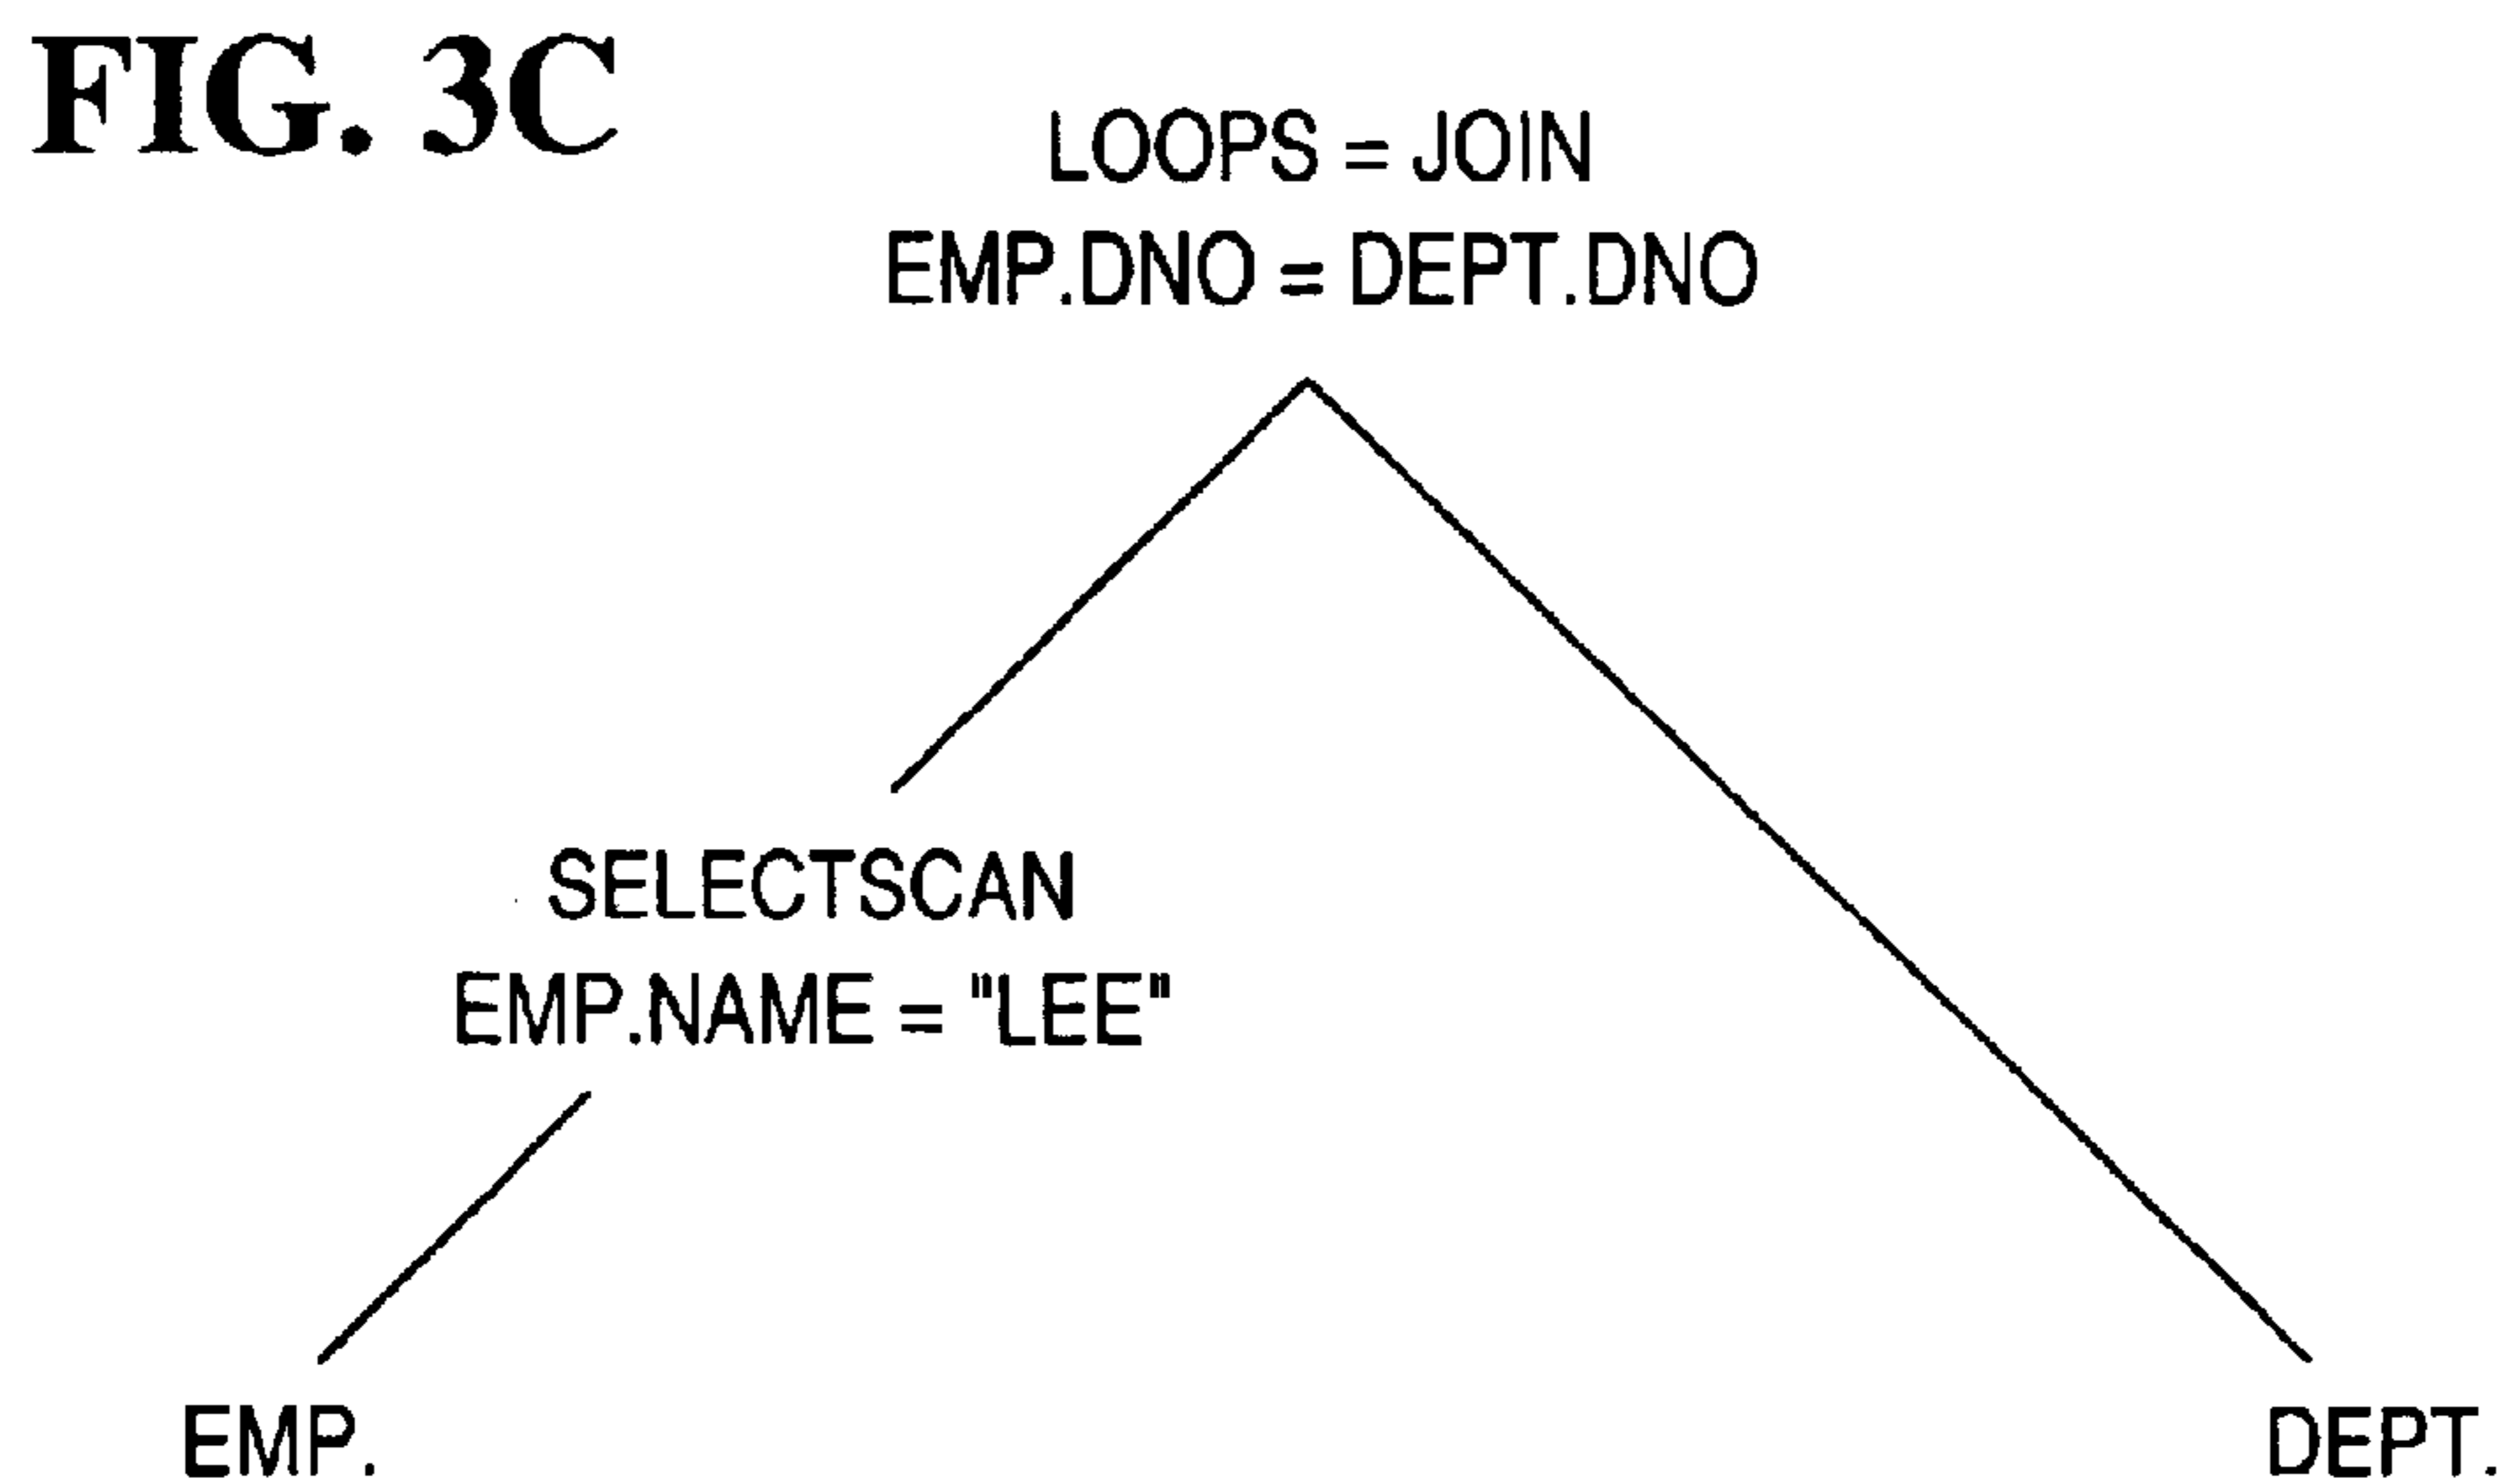 FIG. 3C
LOOPS = JOIN
EMP.DNO = DEPT.DNO
SELECTSCAN
EMP.NAME = "LEE"
EMP.
DEPT.